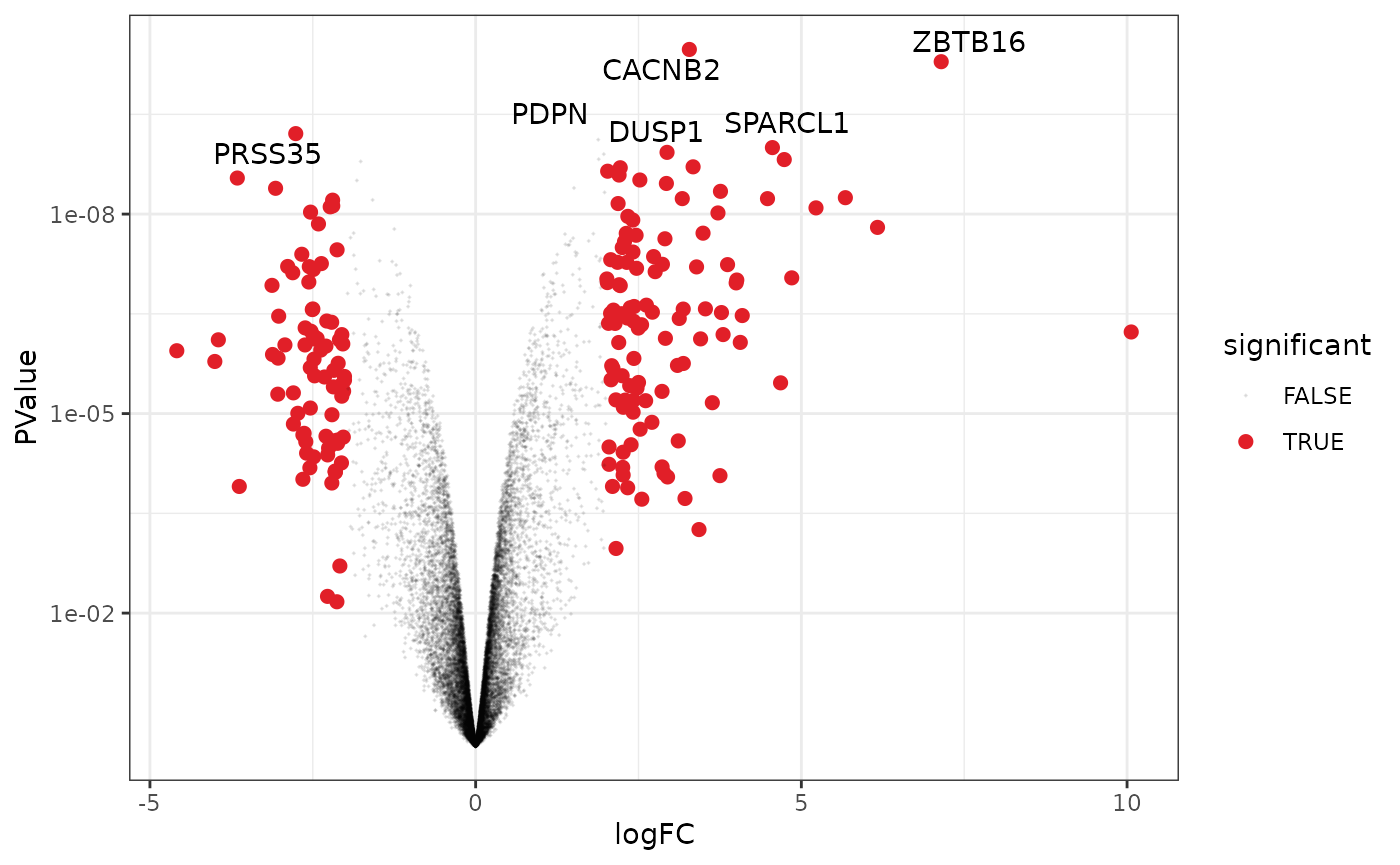 ZBTB16
CACNB2
PDPN
SPARCL1
DUSP1
PRSS35
1e-08
1e-05
1e-02
PValue
-5
0
5
10
logFC
significant
FALSE
TRUE